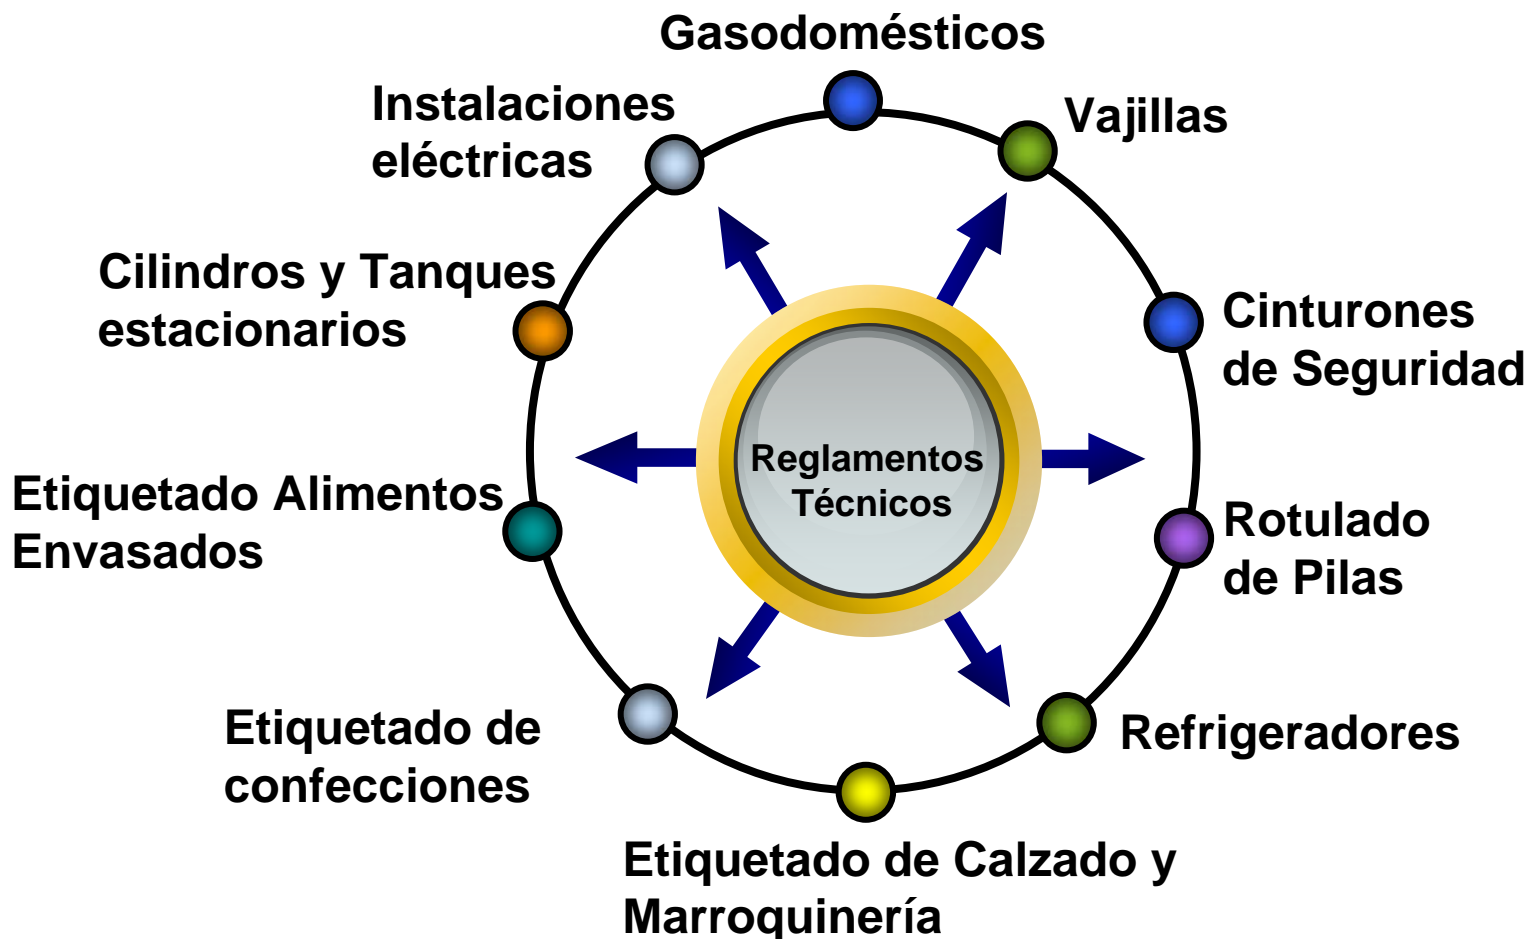 Gasodomésticos
Instalaciones
eléctricas
Vajillas
Cilindros y Tanques
estacionarios
Cinturones
de Seguridad
Reglamentos
Técnicos
Etiquetado Alimentos
Envasados
Rotulado
de Pilas
Etiquetado de
confecciones
Refrigeradores
Etiquetado de Calzado y
Marroquinería